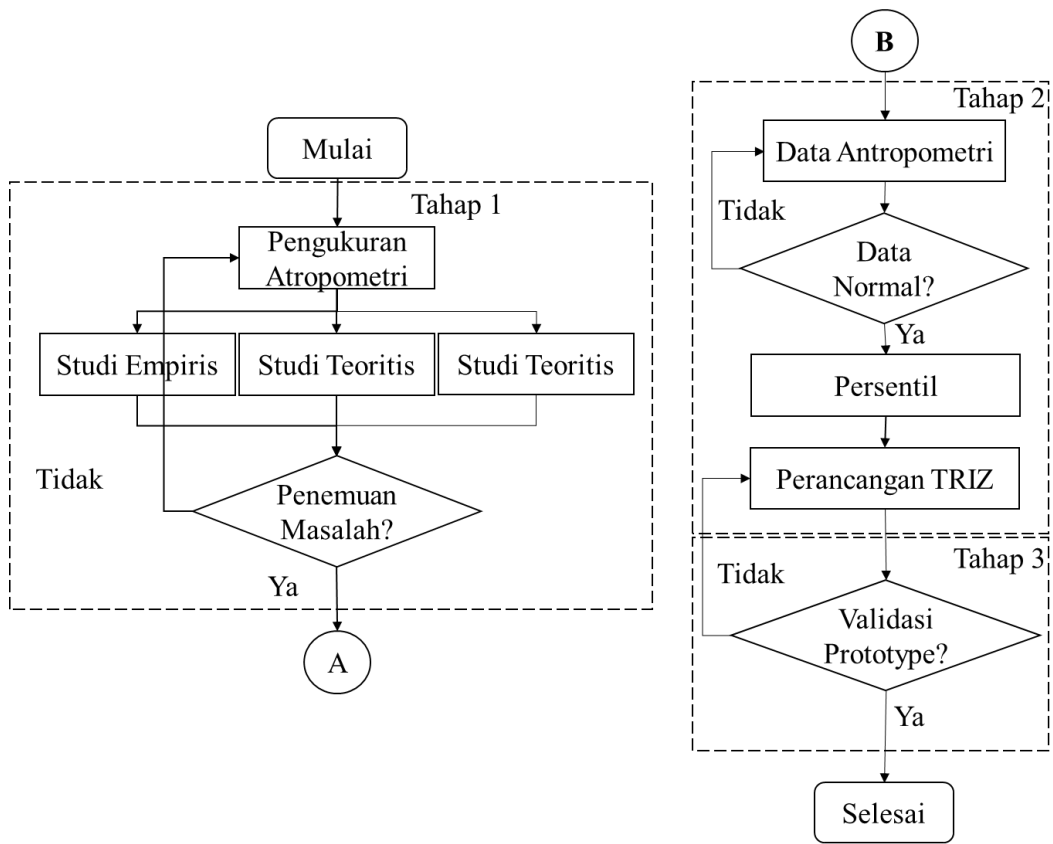 Mulai
Tahap 1
Pengukuran
Atropometri
Studi Empiris
Studi Teoritis
Studi Teoritis
Tidak
Penemuan
Masalah?
Ya
A
B
Tahap 2
Data Antropometri
Tidak
Data
Normal?
Ya
Persentil
Perancangan TRIZ
Tahap 3
Tidak
Validasi
Prototype?
Ya
Selesai